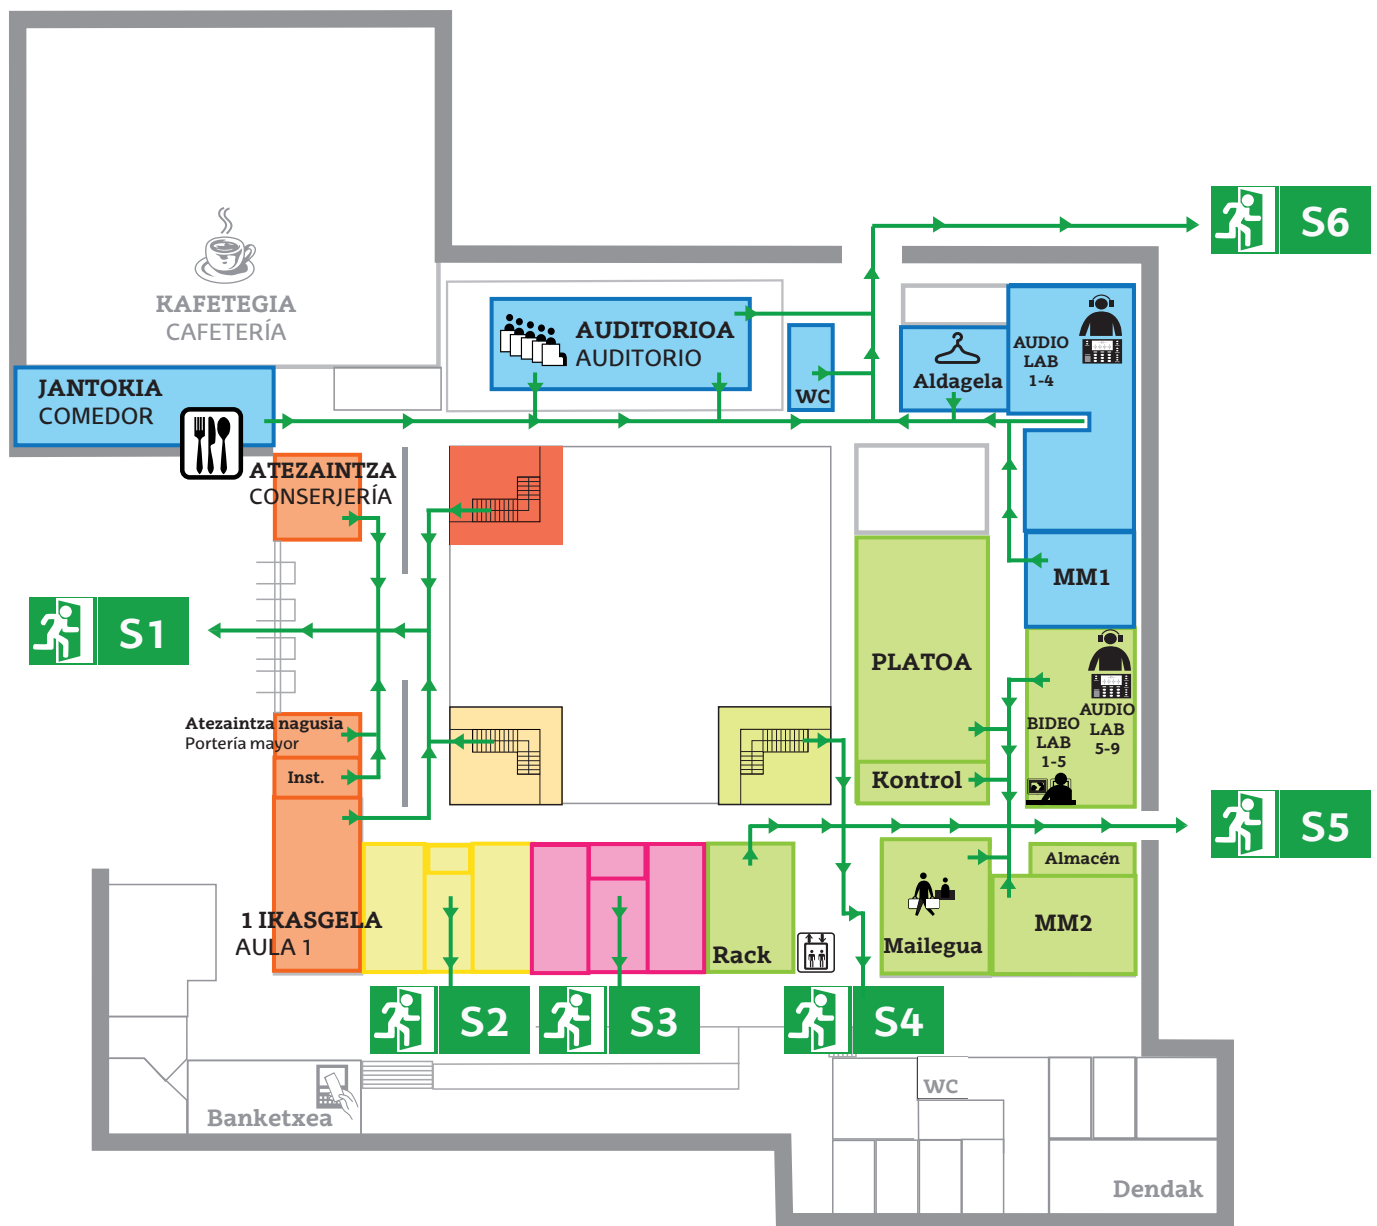 S6
KAFETEGIA
CAFETERÍA
AUDITORIOA
AUDITORIO
AUDIO
LAB
1-4
JANTOKIA
COMEDOR
WC
Aldagela
ATEZAINTZA
CONSERJERÍA
MM1
S1
PLATOA
Atezaintza nagusia
Portería mayor
BIDEO
LAB
1-5
AUDIO
LAB
5-9
Inst.
Kontrol
S5
Almacén
1 IKASGELA
AULA 1
Rack
Mailegua
MM2
S2
S3
S4
WC
Banketxea
Dendak